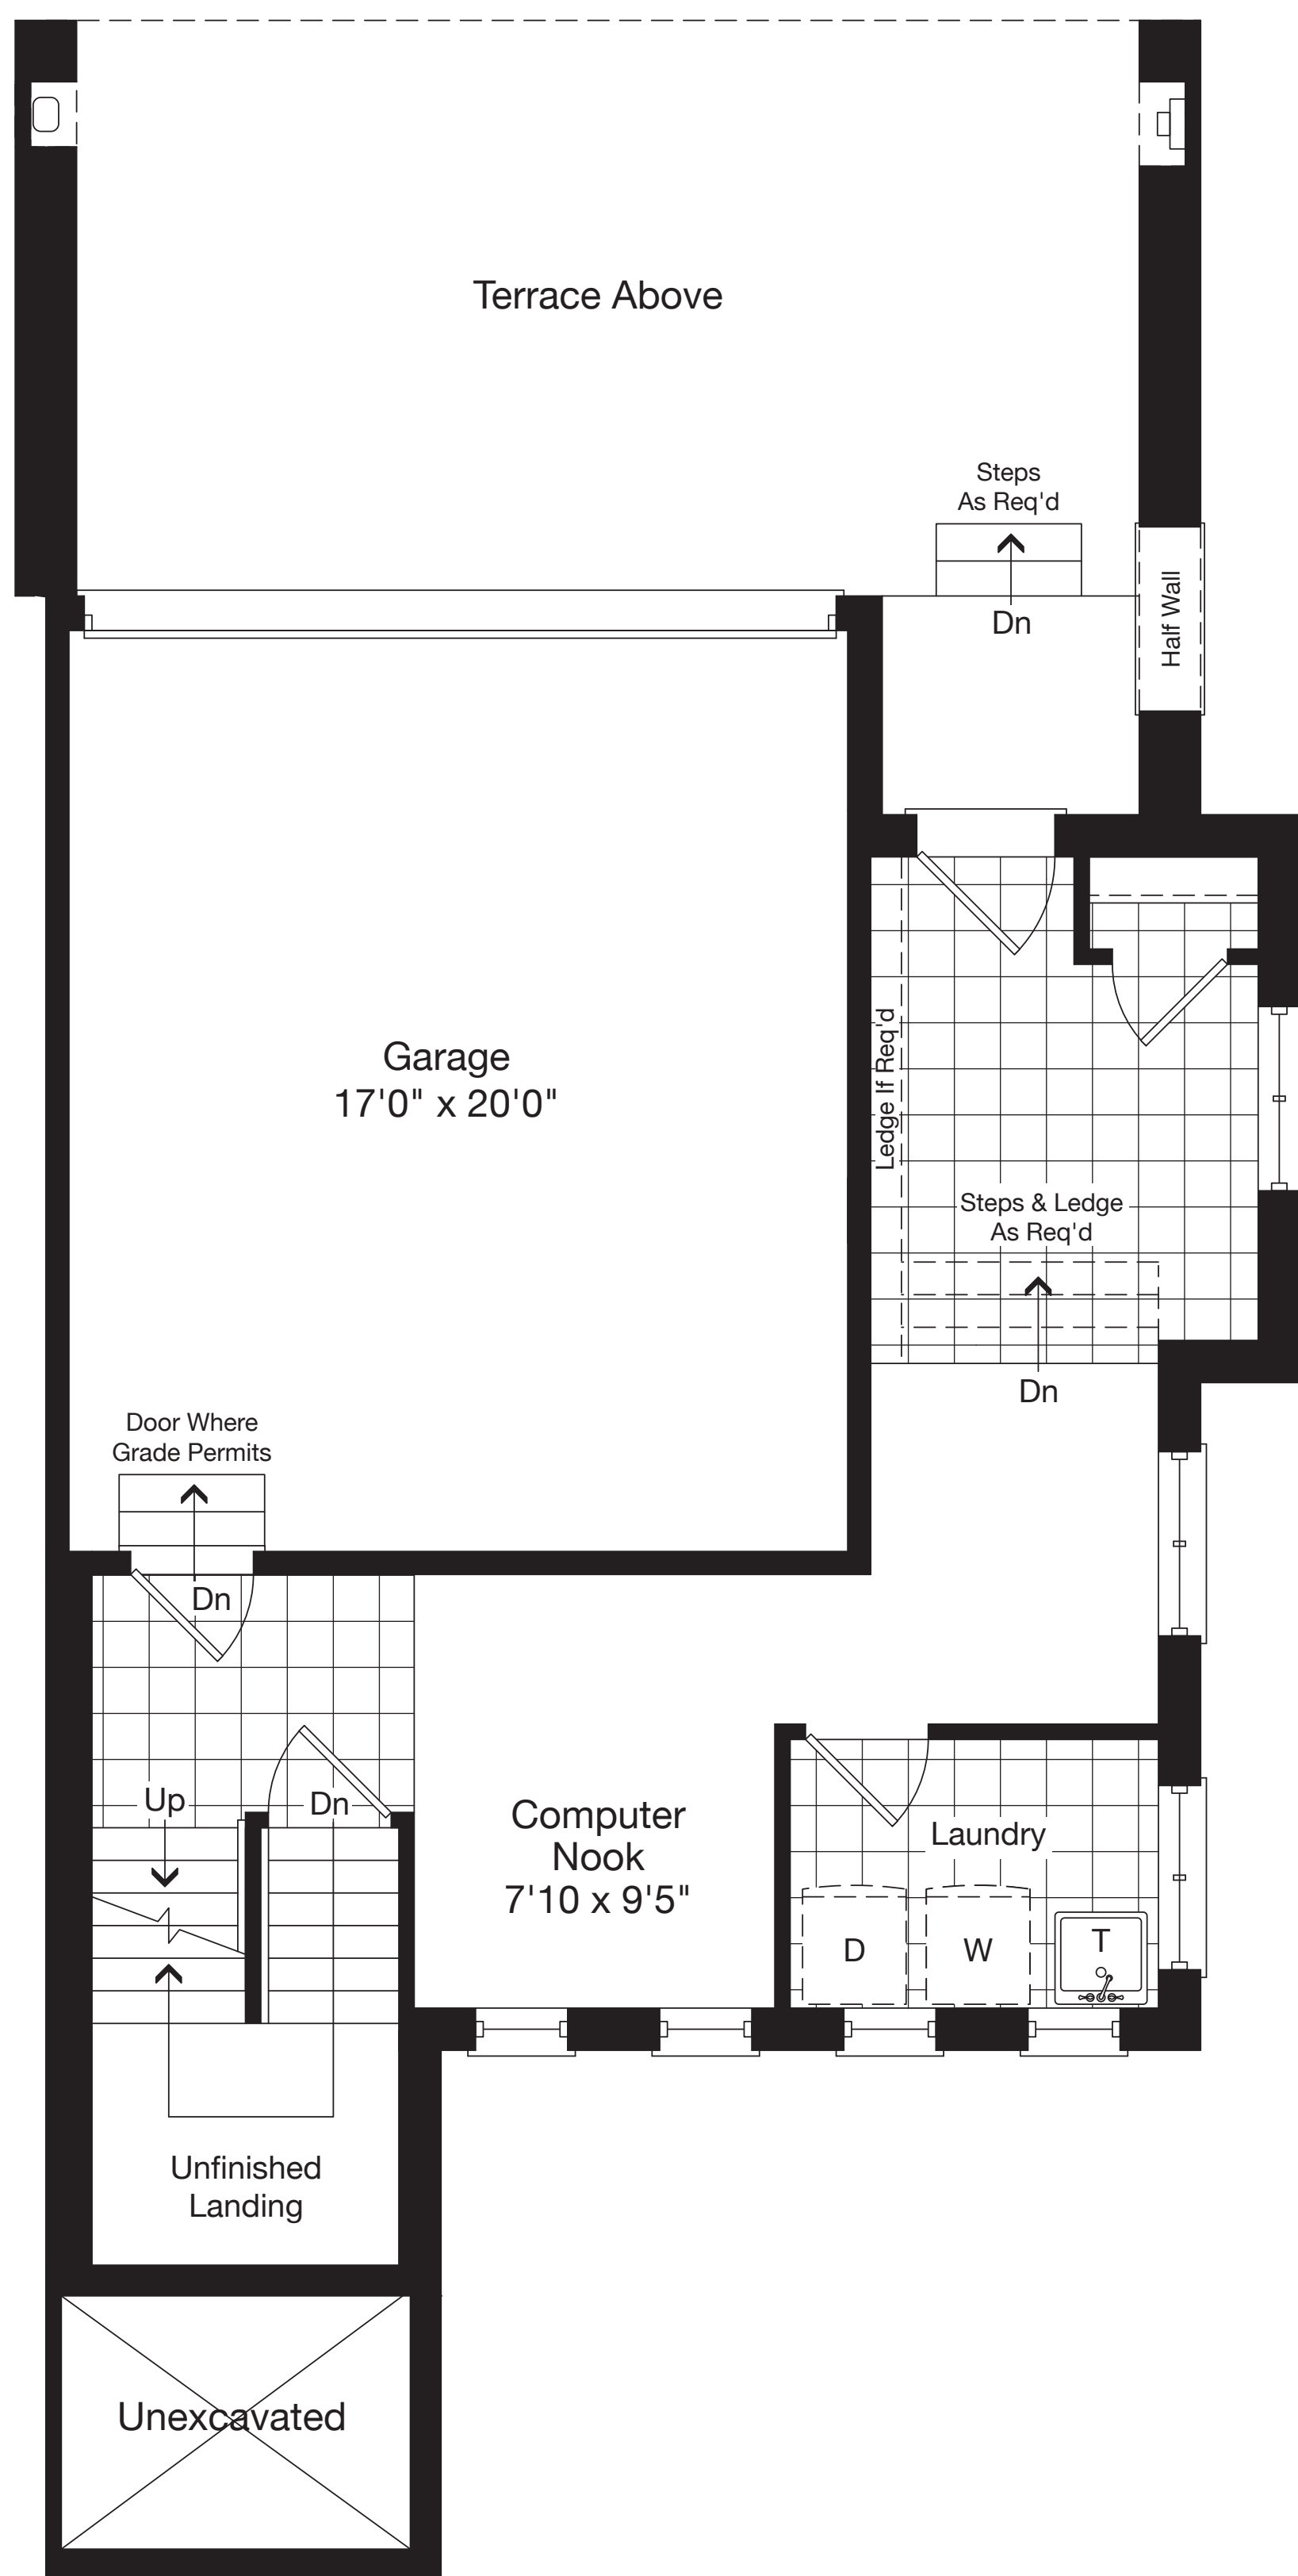 Terrace Above
Steps
As Req'd
Dn
Half Wall
Garage
17'0" x 20'0"
Ledge If Req'd
Steps & Ledge
As Req'd
Dn
Door Where
Grade Permits
Dn
Up
Dn
Computer
Nook
7'10 x 9'5"
Laundry
D
W
T
Unfinished
Landing
Unexcavated